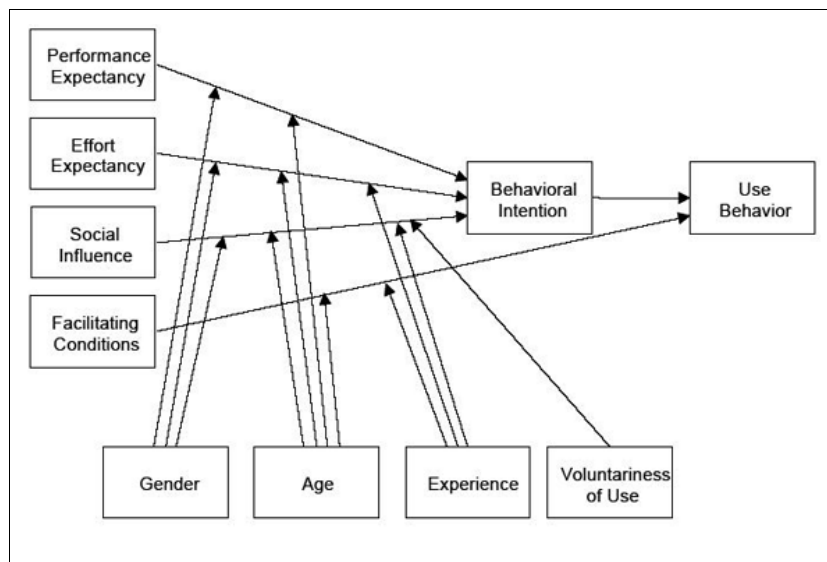 Performance
Expectancy
Effort
Expectancy
Social
Influence
Facilitating
Conditions
Behavioral
Intention
Use
Behavior
Gender
Age
Experience
Voluntariness
of Use